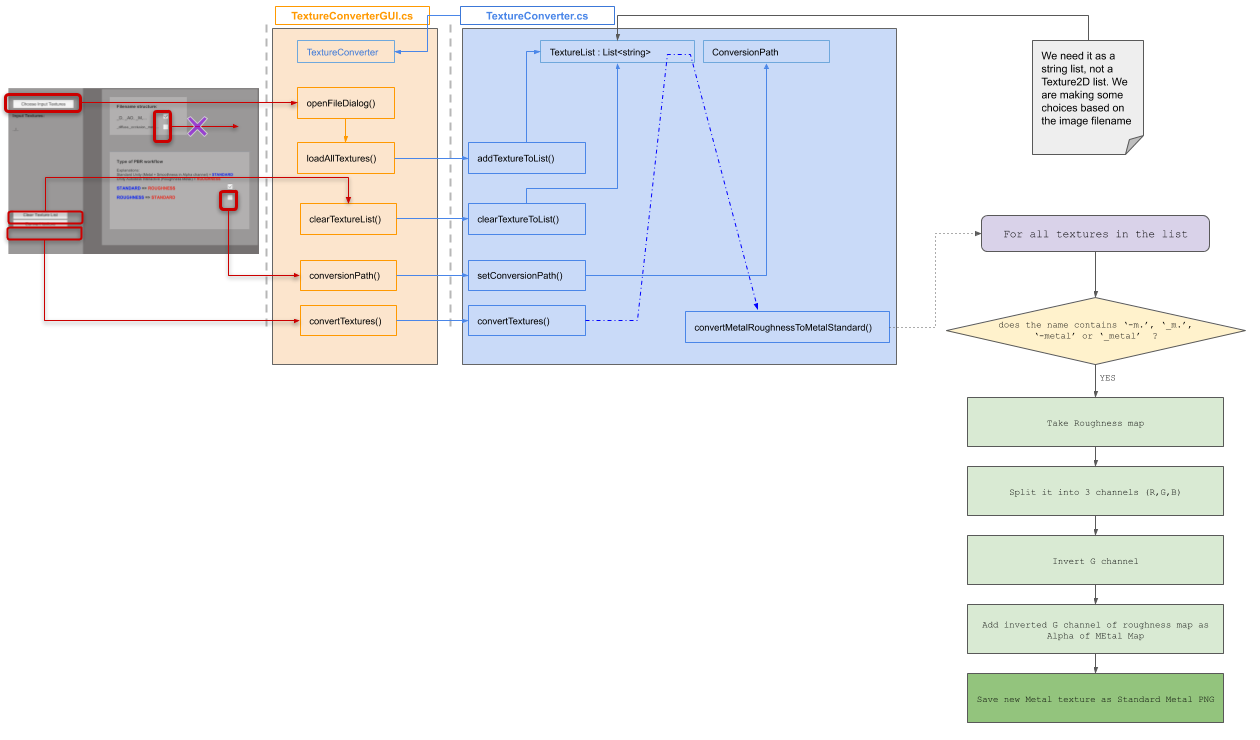 TextureConverterGUI.cs
TextureConverter.cs
TextureConverter
TextureList : List<string>
ConversionPath
We need it as a
string list, not a
Texture2D list. We
are making some
choices based on
the image filename
Choose Input Textures
Input Textures:
Filename structure
openFileDialog()
loadAllTextures()
addTextureToList()
Type of PBR workflow
STANDARD => ROUGHNESS
ROUGHNESS => STANDARD
Clear Texture List
clearTextureList()
clearTextureToList()
conversionPath()
setConversionPath()
convertTextures()
convertTextures()
convertMetalRoughnessToMetalStandard()
For all textures in the list
does the name contains ‘-m.’, ‘_m.’,
‘-metal’ or ‘_metal’ ?
YES
Take Roughness map
Split it into 3 channels (R,G,B)
Invert G channel
Add inverted G channel of roughness map as
Alpha of MEtal Map
Save new Metal texture as Standard Metal PNG